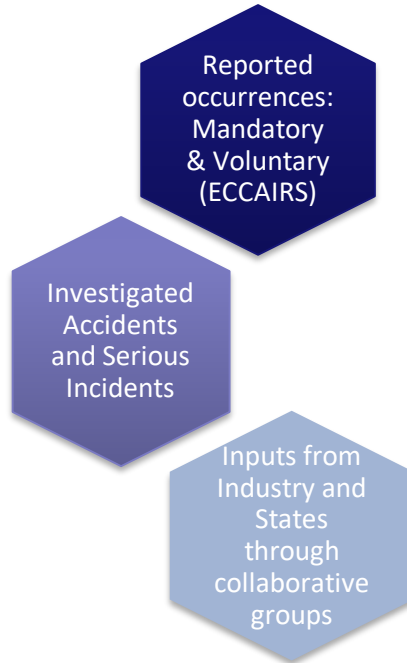 Reported
occurrences:
Mandatory
& Voluntary
(ECCAIRS)
Investigated
Accidents
and Serious
Incidents
Inputs from
Industry and
States
through
collaborative
groups